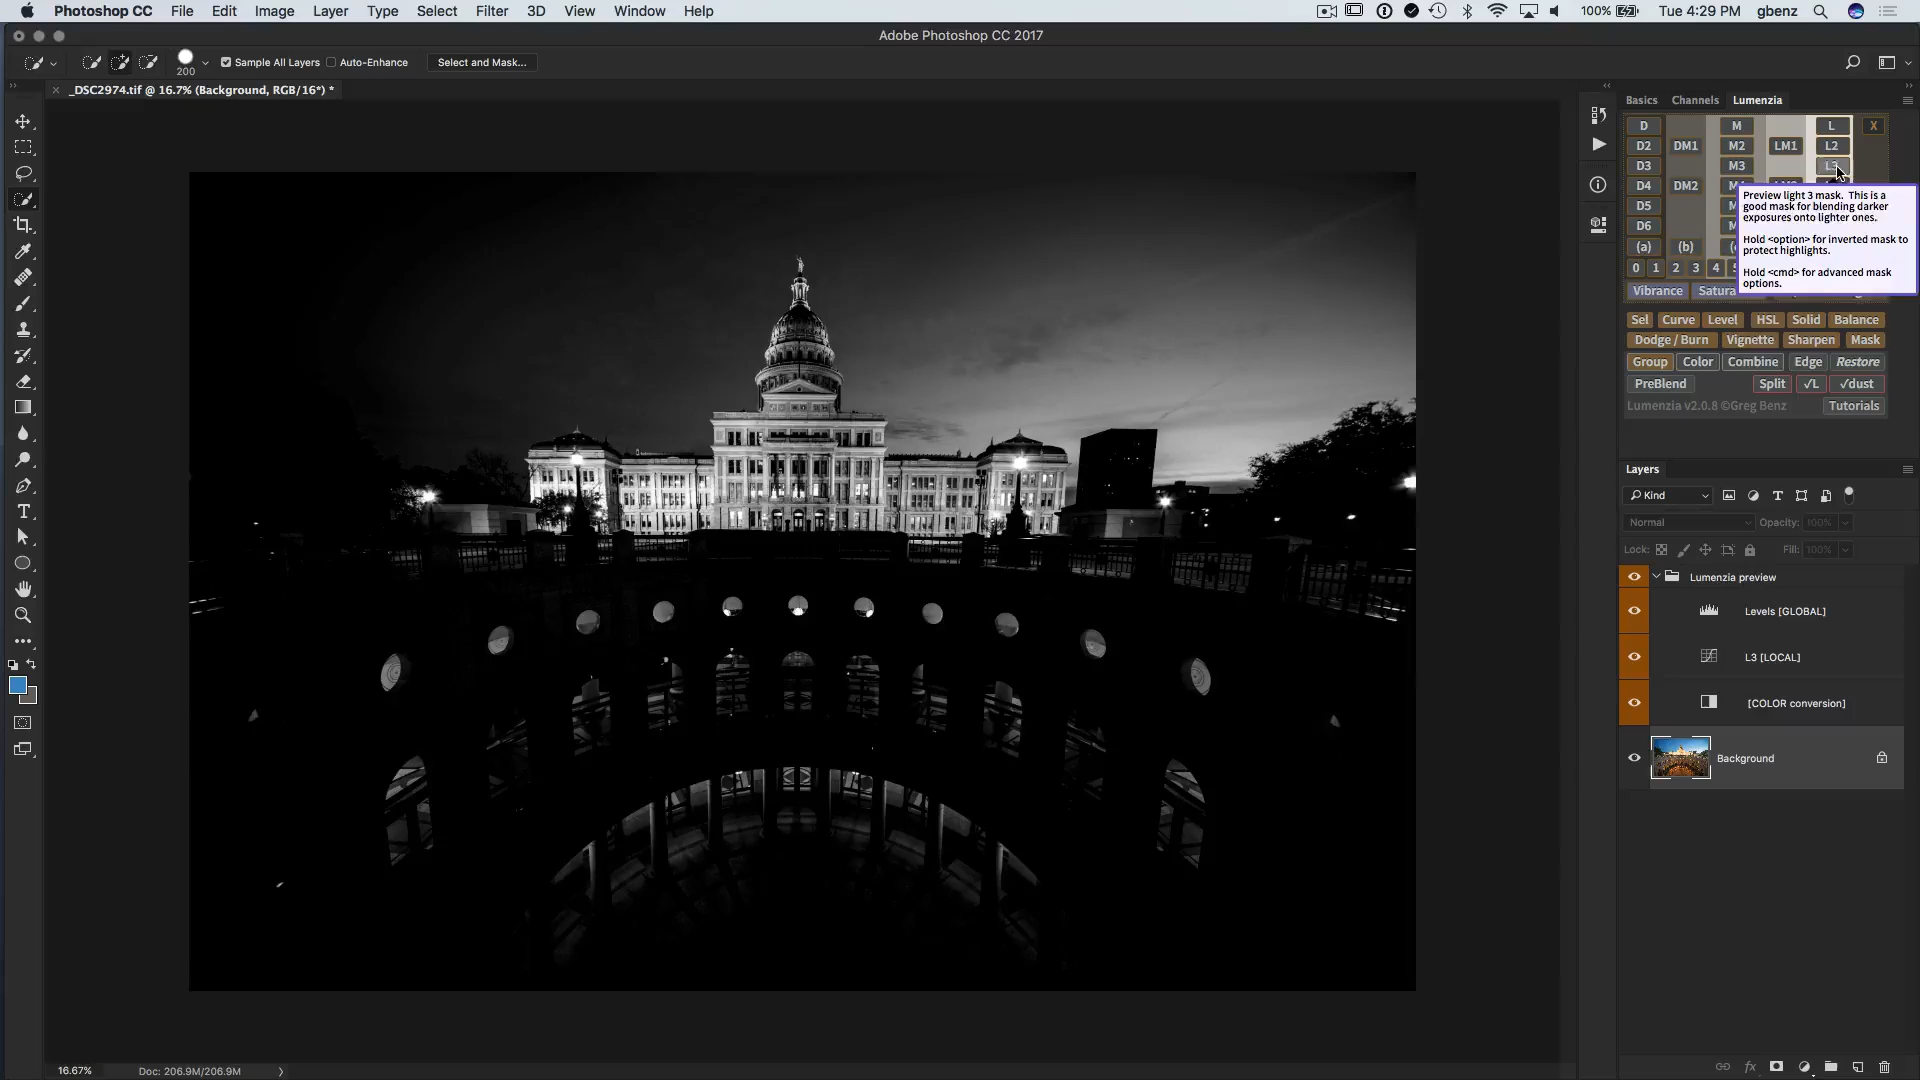 Photoshop CC File Edit Image Layer Type Select Filter 3D View Window Help 100% Tue 4:29 PM gbenz
Adobe Photoshop CC 2017
200 Sample All Layers Auto-Enhance Select and Mask...
_DSC2974.tif @ 16.7% (Background, RGB/16*) *
Basics Channels Lumenzia
D M L X
D2 DM1 M2 LM1 L2
D3 M3 L3
D4 DM2
D5
D6
(a) (b)
0 1 2 3 4
Preview light 3 mask. This is a
good mask for blending darker
exposures onto lighter ones.
Hold <option> for inverted mask to
protect highlights.
Hold <cmd> for advanced mask
options.
Vibrance Satura
Sel Curve Level HSL Solid Balance
Dodge / Burn Vignette Sharpen Mask
Group Color Combine Edge Restore
PreBlend Split √L √dust
Lumenzia v2.0.8 ©Greg Benz Tutorials
Layers
Kind
Normal Opacity: 100%
Lock: Fill: 100%
Lumenzia preview
Levels [GLOBAL]
L3 [LOCAL]
[COLOR conversion]
Background
16.67% Doc: 206.9M/206.9M